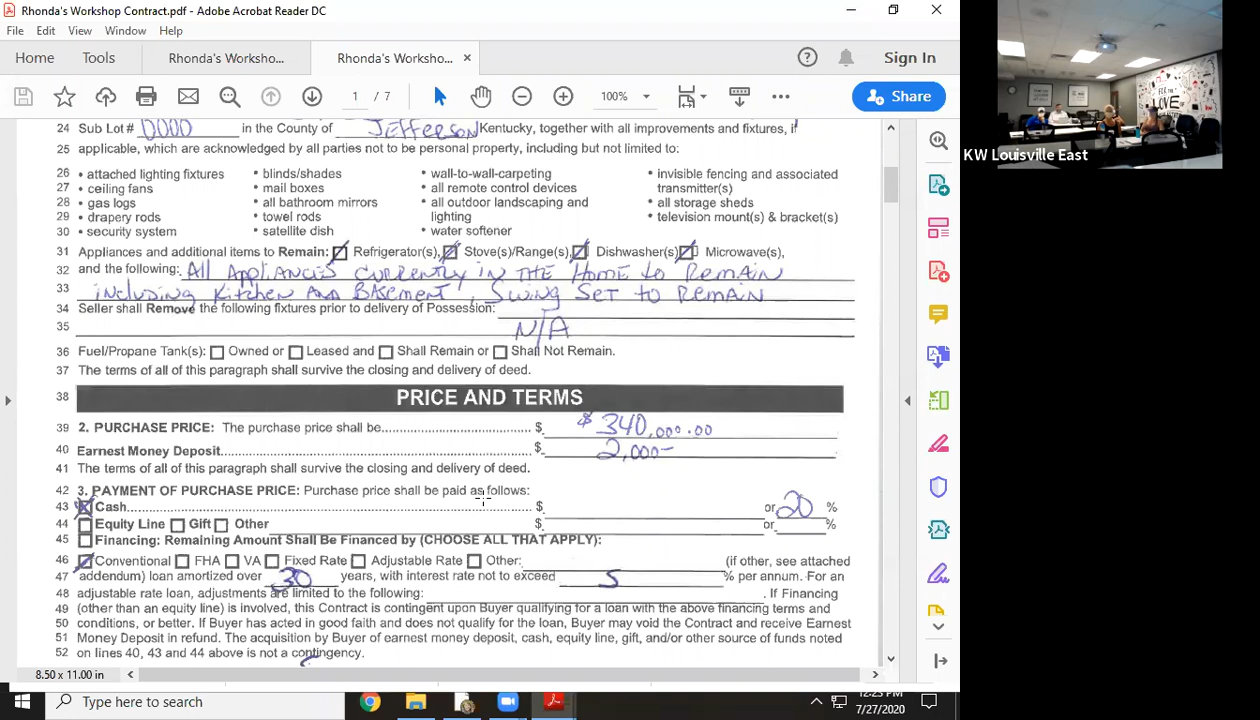 Rhonda's Workshop Contract.pdf - Adobe Acrobat Reader DC
File Edit View Window Help
Home Tools Rhonda's Worksho... Rhonda's Worksho... × Sign In
1 / 7 100% Share
KW Louisville East
24 Sub Lot # 0000 in the County of Jefferson Kentucky, together with all improvements and fixtures, if
25 applicable, which are acknowledged by all parties not to be personal property, including but not limited to:
26 • attached lighting fixtures • blinds/shades • wall-to-wall-carpeting • invisible fencing and associated
27 • ceiling fans • mail boxes • all remote control devices transmitter(s)
28 • gas logs • all bathroom mirrors • all outdoor landscaping and • all storage sheds
29 • drapery rods • towel rods lighting • television mount(s) & bracket(s)
30 • security system • satellite dish • water softener
31 Appliances and additional items to Remain: Refrigerator(s), Stove(s)/Range(s), Dishwasher(s) Microwave(s),
32 and the following: All Appliances currently in the Home to Remain
33 including Kitchen and Basement, Swing Set to Remain
34 Seller shall Remove the following fixtures prior to delivery of Possession:
35 N/A
36 Fuel/Propane Tank(s): Owned or Leased and Shall Remain or Shall Not Remain.
37 The terms of all of this paragraph shall survive the closing and delivery of deed.
38 PRICE AND TERMS
39 2. PURCHASE PRICE: The purchase price shall be.................................... $ $340,000.00
40 Earnest Money Deposit........................................................................ $ 2,000-
41 The terms of all of this paragraph shall survive the closing and delivery of deed.
42 3. PAYMENT OF PURCHASE PRICE: Purchase price shall be paid as follows:
43 Cash............................................................................................ $ or 20 %
44 Equity Line Gift Other $ or %
45 Financing: Remaining Amount Shall Be Financed by (CHOOSE ALL THAT APPLY):
46 Conventional FHA VA Fixed Rate Adjustable Rate Other: (if other, see attached
47 addendum) loan amortized over 30 years, with interest rate not to exceed 5 % per annum. For an
48 adjustable rate loan, adjustments are limited to the following: . If Financing
49 (other than an equity line) is involved, this Contract is contingent upon Buyer qualifying for a loan with the above financing terms and
50 conditions, or better. If Buyer has acted in good faith and does not qualify for the loan, Buyer may void the Contract and receive Earnest
51 Money Deposit in refund. The acquisition by Buyer of earnest money deposit, cash, equity line, gift, and/or other source of funds noted
52 on lines 40, 43 and 44 above is not a contingency.
8.50 x 11.00 in
Type here to search
12:23 PM
7/27/2020